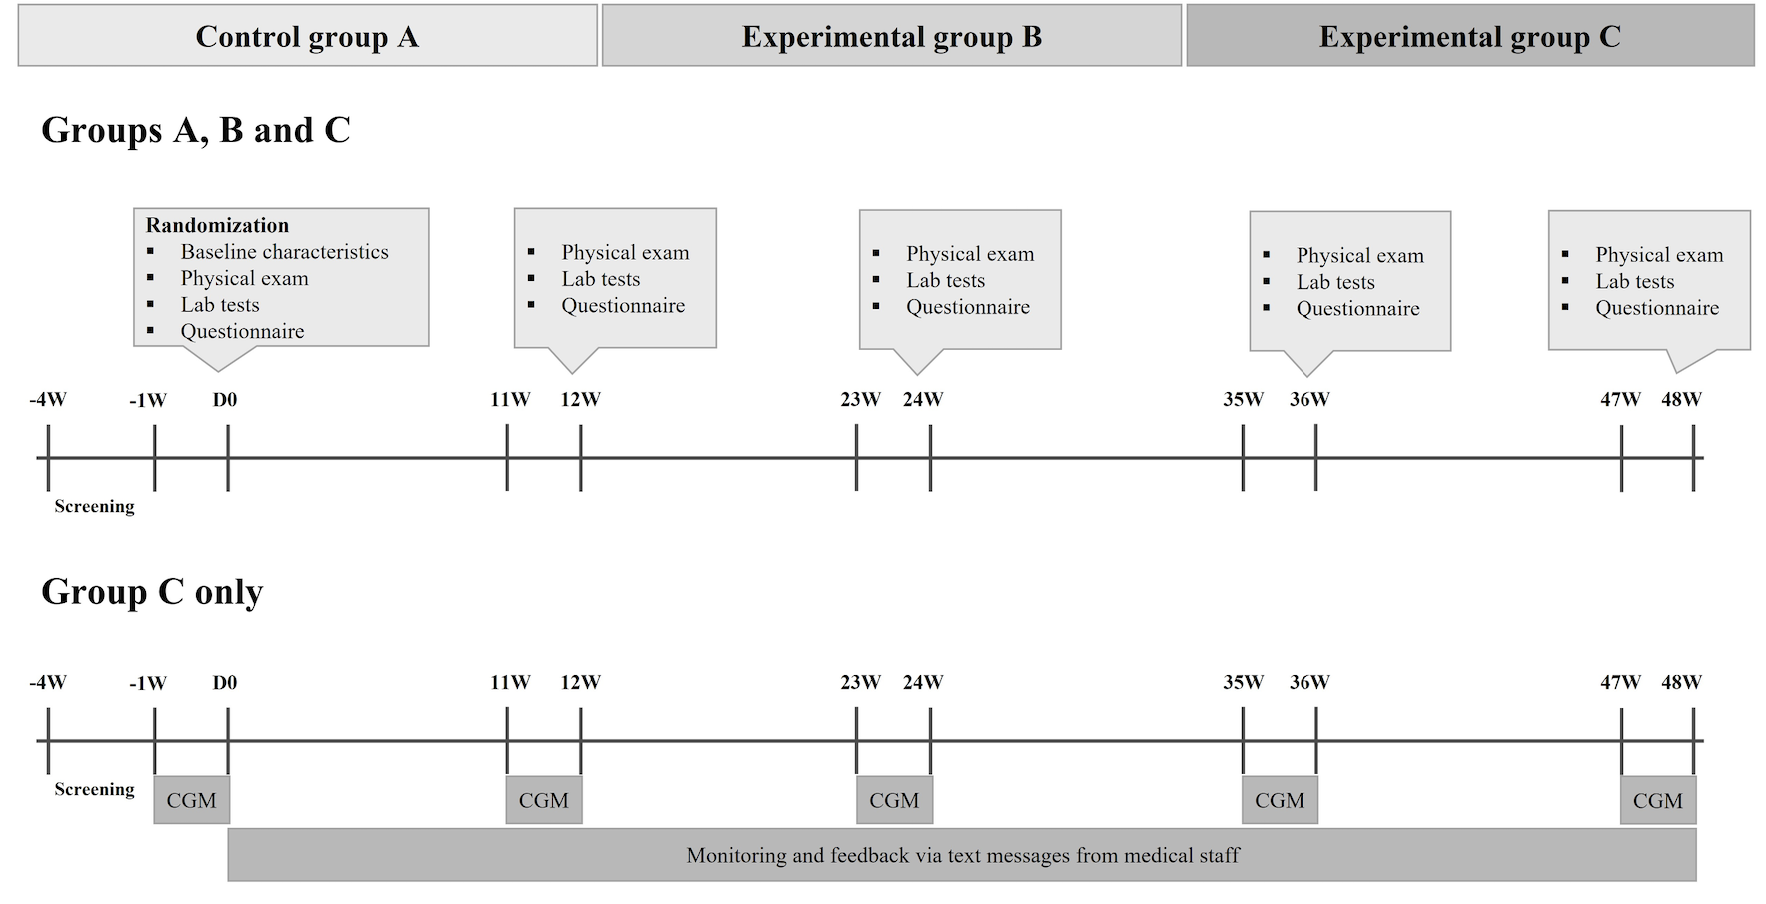 Control group A
Experimental group B
Experimental group C
Groups A, B and C
Randomization
▪ Baseline characteristics
▪ Physical exam
▪ Lab tests
▪ Questionnaire
▪ Physical exam
▪ Lab tests
▪ Questionnaire
▪ Physical exam
▪ Lab tests
▪ Questionnaire
▪ Physical exam
▪ Lab tests
▪ Questionnaire
▪ Physical exam
▪ Lab tests
▪ Questionnaire
-4W -1W D0 11W 12W 23W 24W 35W 36W 47W 48W
Screening
Group C only
-4W -1W D0 11W 12W 23W 24W 35W 36W 47W 48W
Screening
CGM CGM CGM CGM CGM
Monitoring and feedback via text messages from medical staff